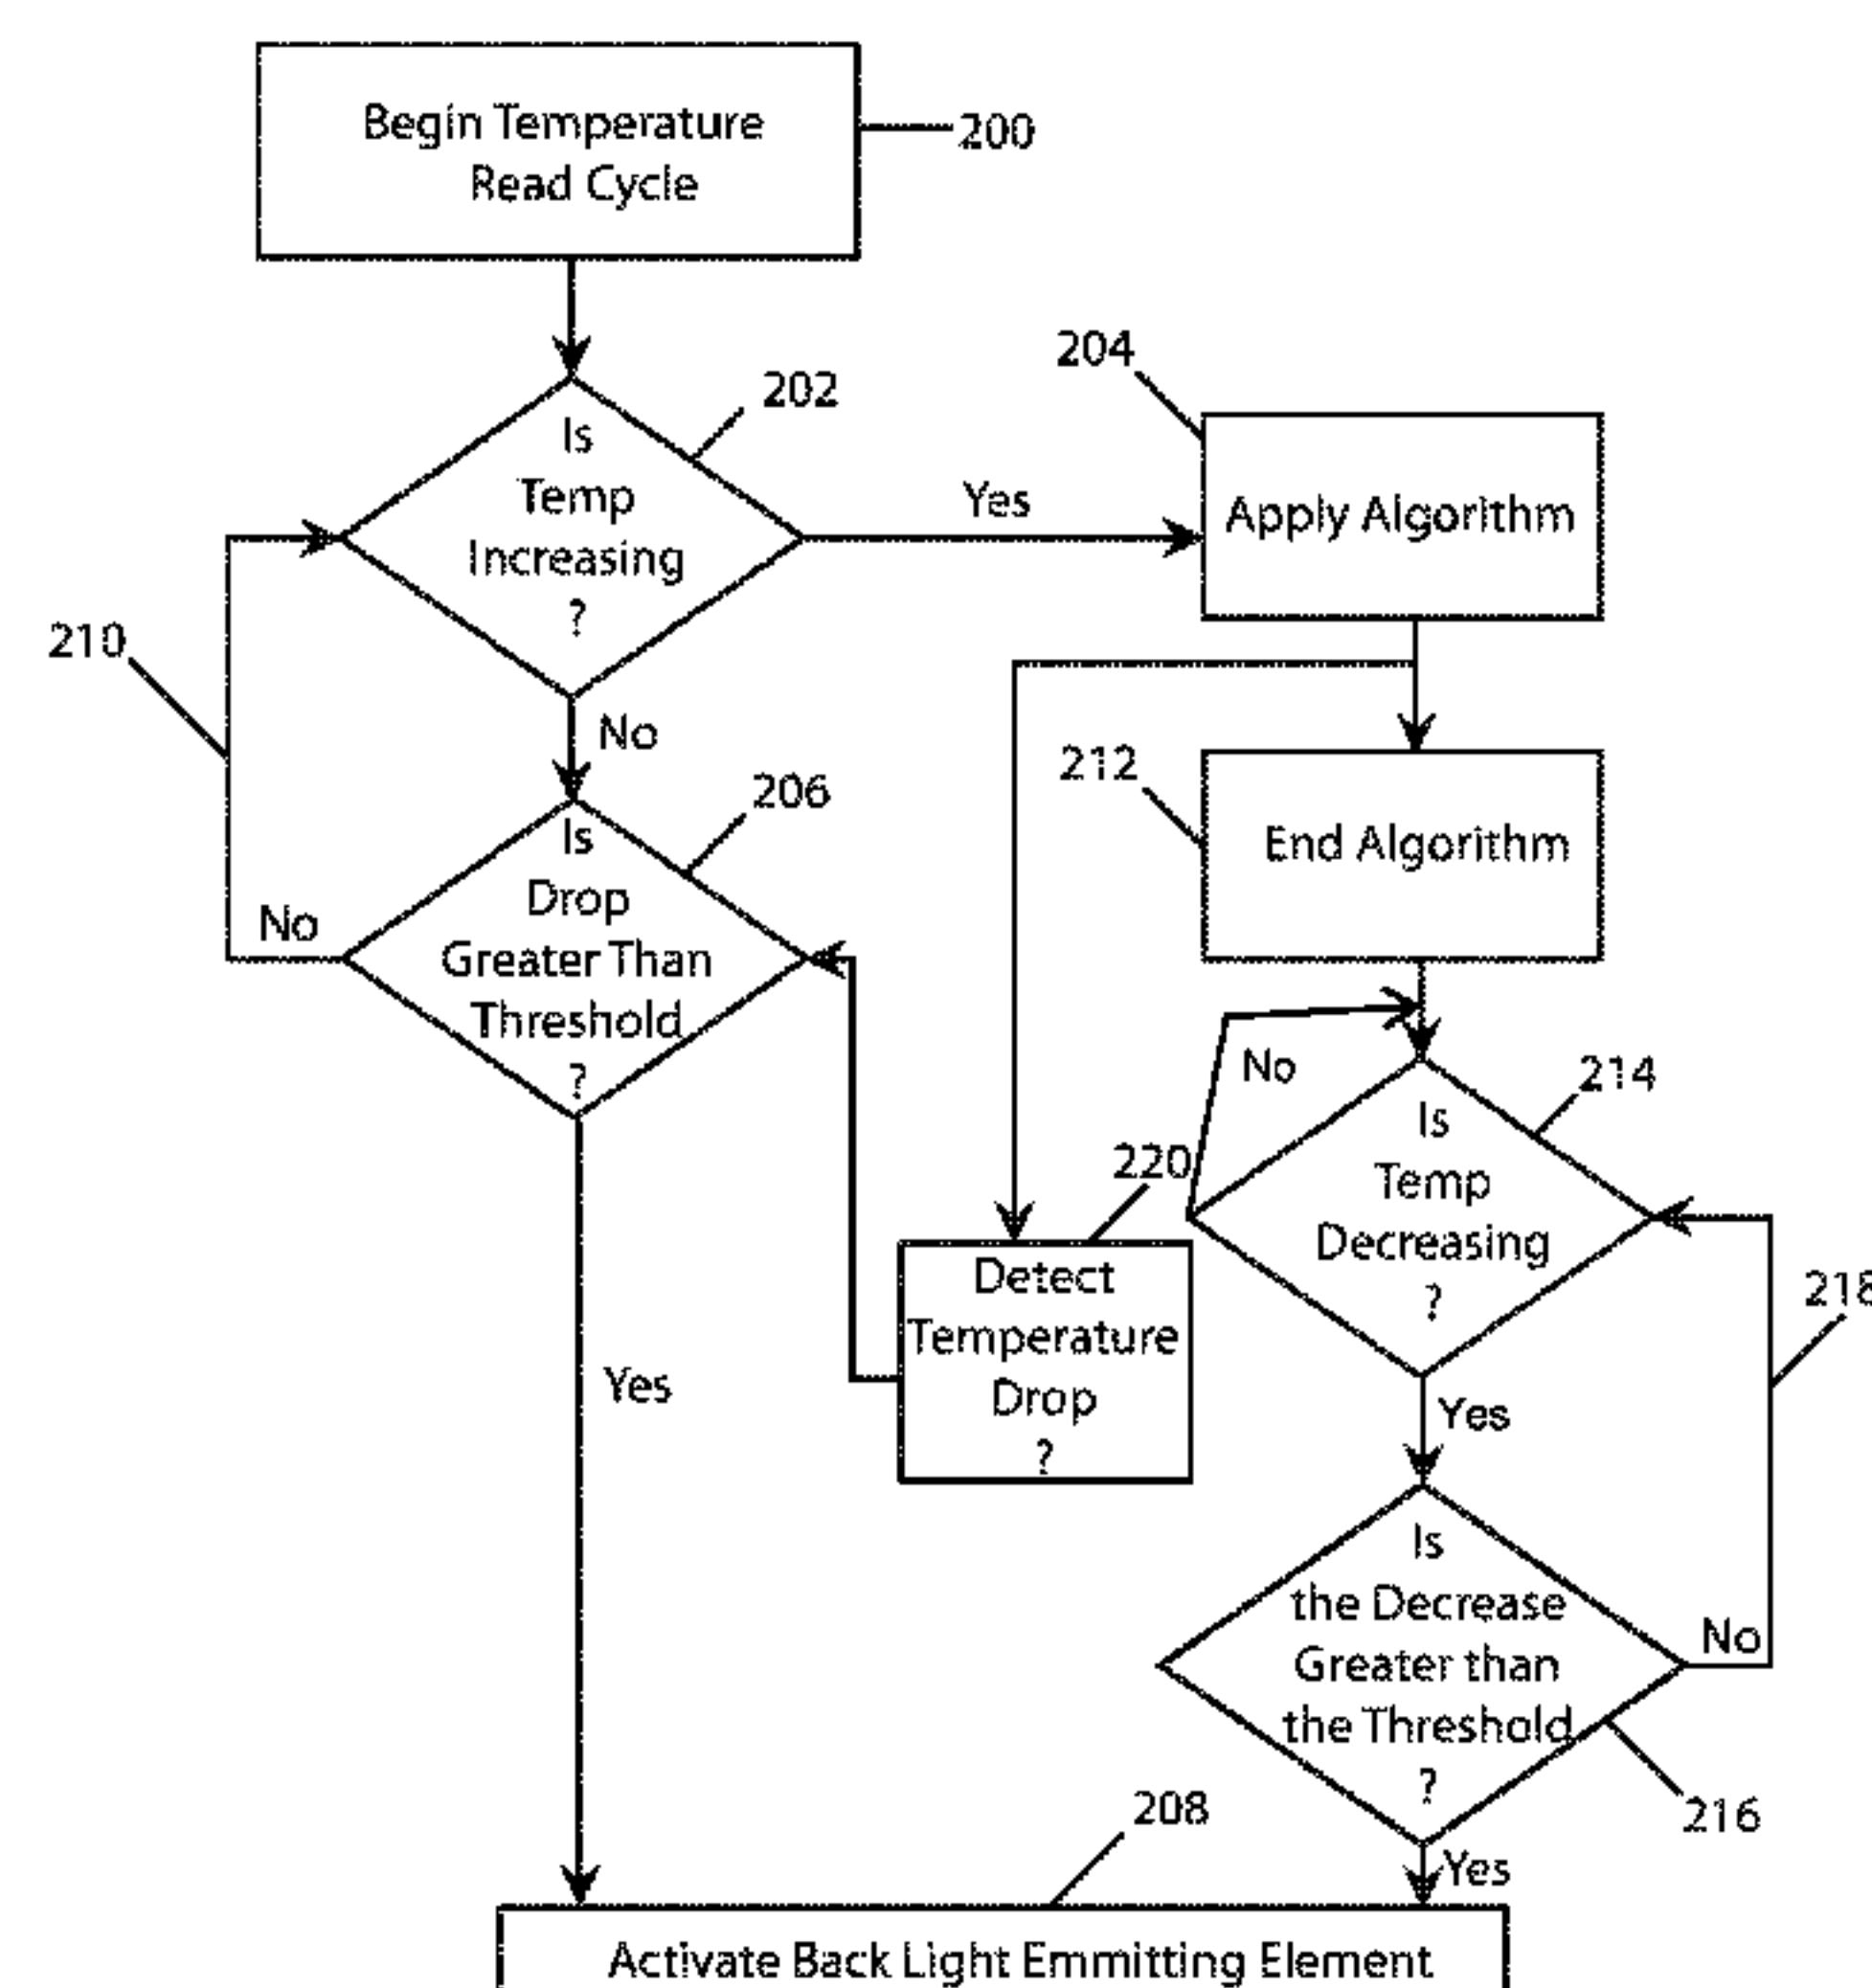 Begin Temperature
Read Cycle
200
202
Is
Temp
Increasing
?
Yes
204
Apply Algorithm
210
No
206
Is
Drop
Greater Than
Threshold
?
No
Yes
212
End Algorithm
No
214
Is
Temp
Decreasing
?
220
Detect
Temperature
Drop
?
218
Yes
Is
the Decrease
Greater than
the Threshold
?
No
216
Yes
208
Activate Back Light Emmitting Element